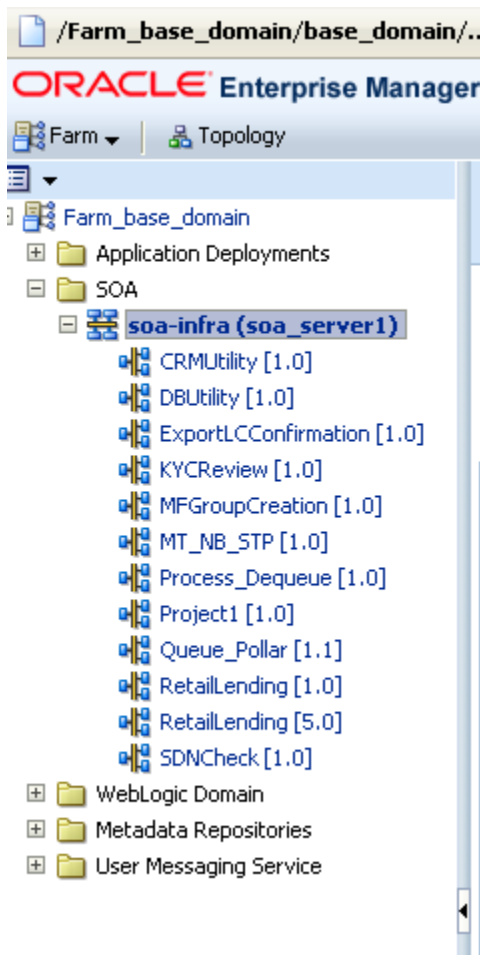 /Farm_base_domain/base_domain/..
ORACLE Enterprise Manager
Farm Topology
Farm_base_domain
Application Deployments
SOA
soa-infra (soa_server1)
CRMUtility [1.0]
DBUtility [1.0]
ExportLCConfirmation [1.0]
KYCReview [1.0]
MFGroupCreation [1.0]
MT_NB_STP [1.0]
Process_Dequeue [1.0]
Project1 [1.0]
Queue_Pollar [1.1]
RetailLending [1.0]
RetailLending [5.0]
SDNCheck [1.0]
WebLogic Domain
Metadata Repositories
User Messaging Service